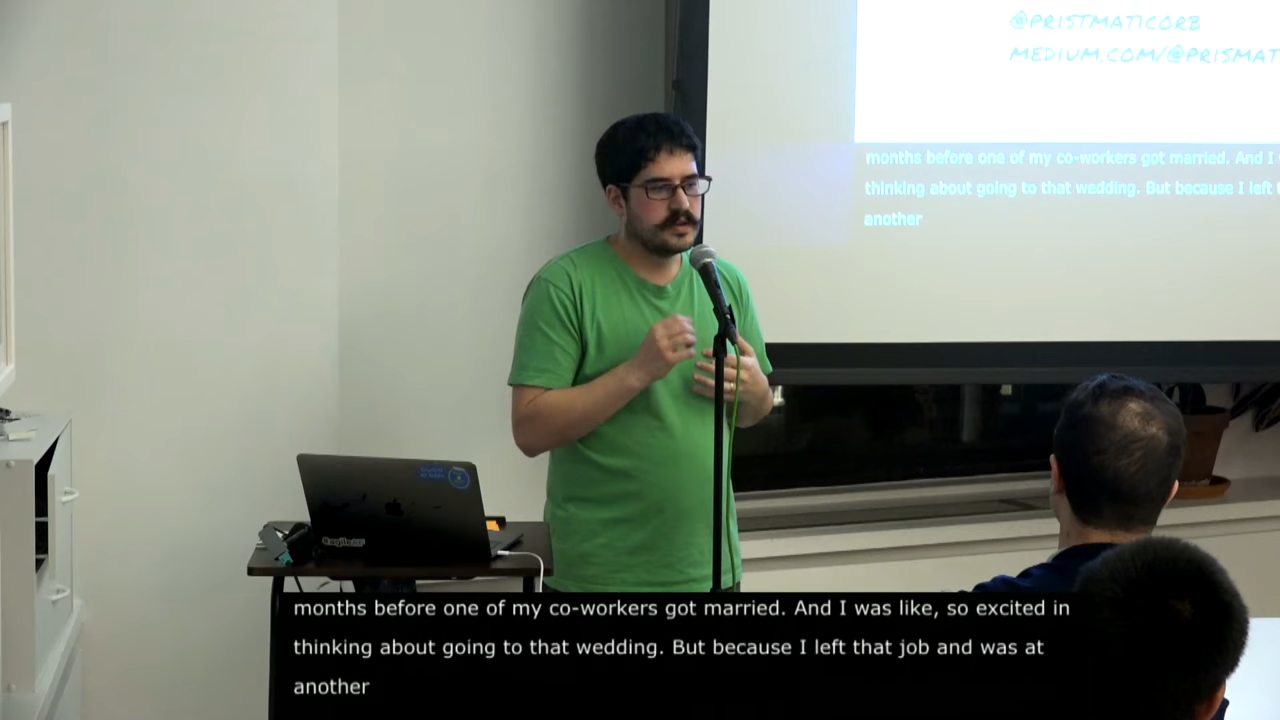 @PRISTMATICORB
MEDIUM.COM/@PRISMAT
months before one of my co-workers got married. And I
thinking about going to that wedding. But because I left t
another
months before one of my co-workers got married. And I was like, so excited in
thinking about going to that wedding. But because I left that job and was at
another